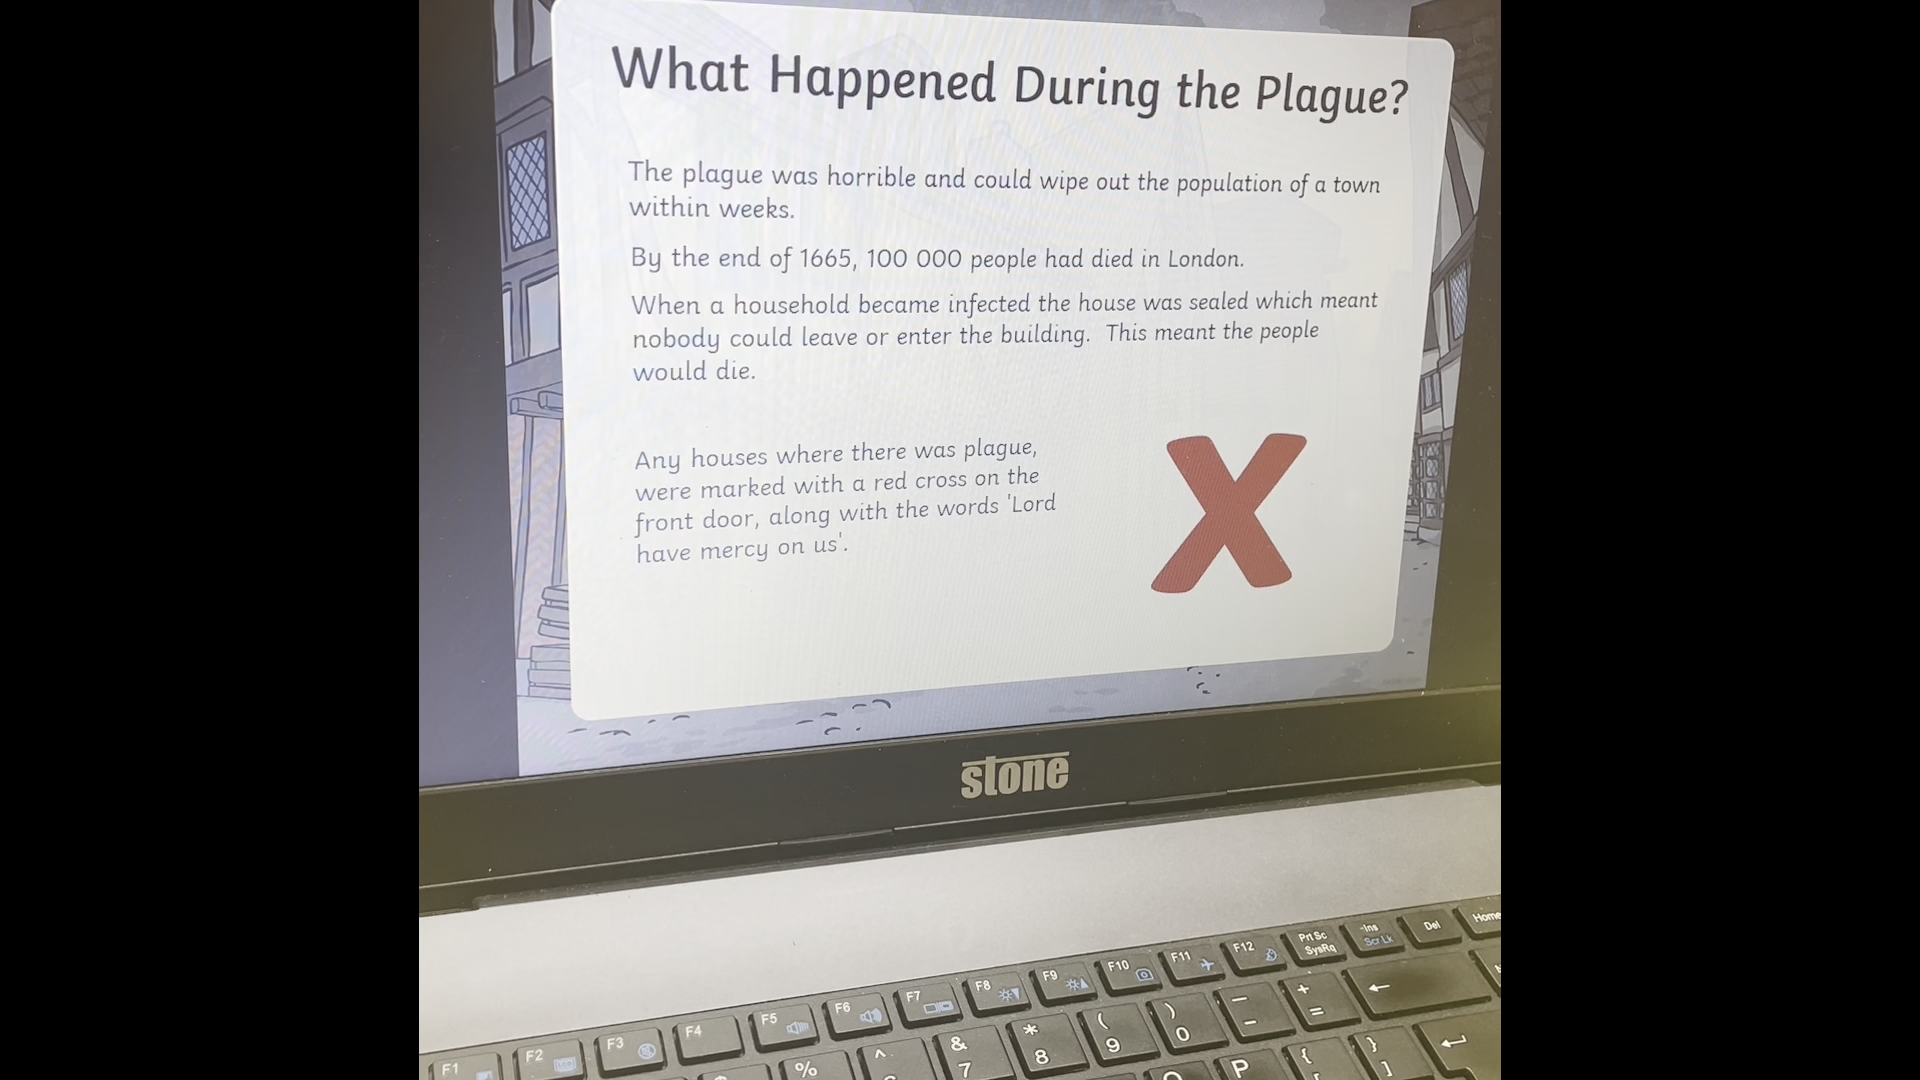 What Happened During the Plague?
The plague was horrible and could wipe out the population of a town
within weeks.
By the end of 1665, 100 000 people had died in London.
When a household became infected the house was sealed which meant
nobody could leave or enter the building. This meant the people
would die.
Any houses where there was plague,
were marked with a red cross on the
front door, along with the words 'Lord
have mercy on us'.
X
stone
F1 F2 F3 F4 F5 F6 F7 F8 F9 F10 F11 F12 Prt Sc SysRq Ins Scr Lk Del Home
% ^ & 7 * 8 ( 9 ) 0 — - + = ←
P { [ } ]